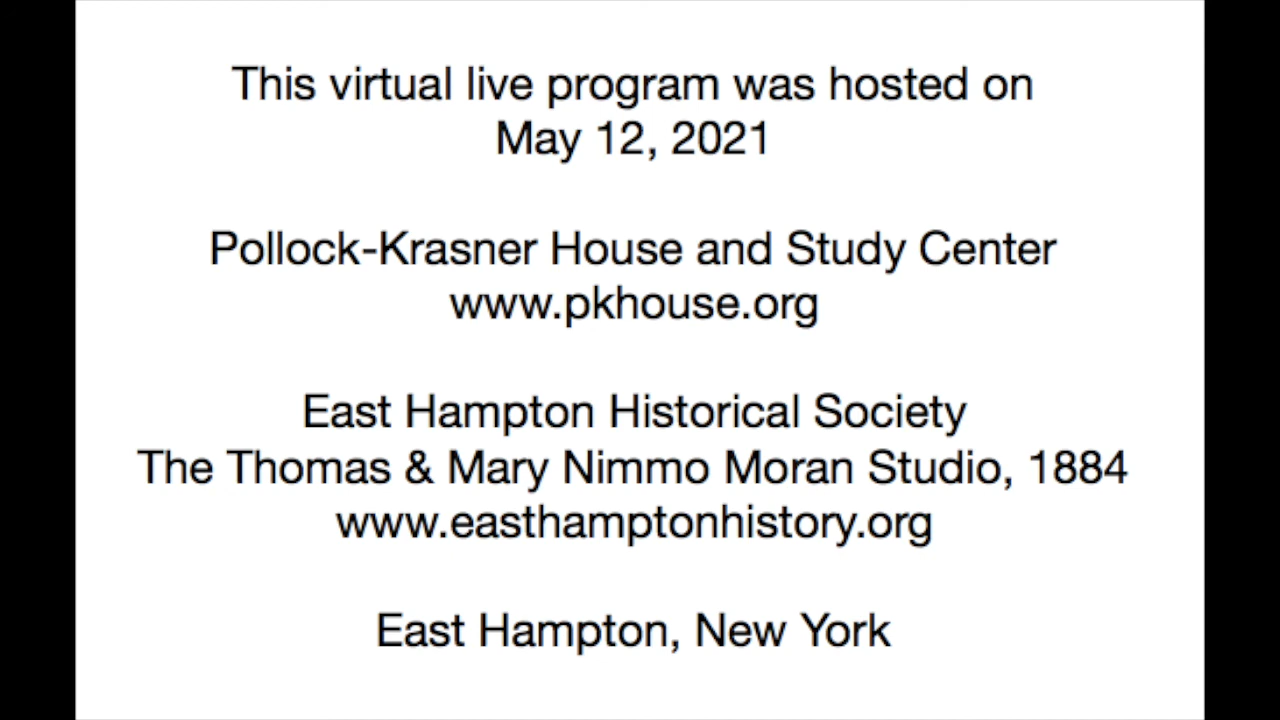 This virtual live program was hosted on
May 12, 2021
Pollock-Krasner House and Study Center
www.pkhouse.org
East Hampton Historical Society
The Thomas & Mary Nimmo Moran Studio, 1884
www.easthamptonhistory.org
East Hampton, New York